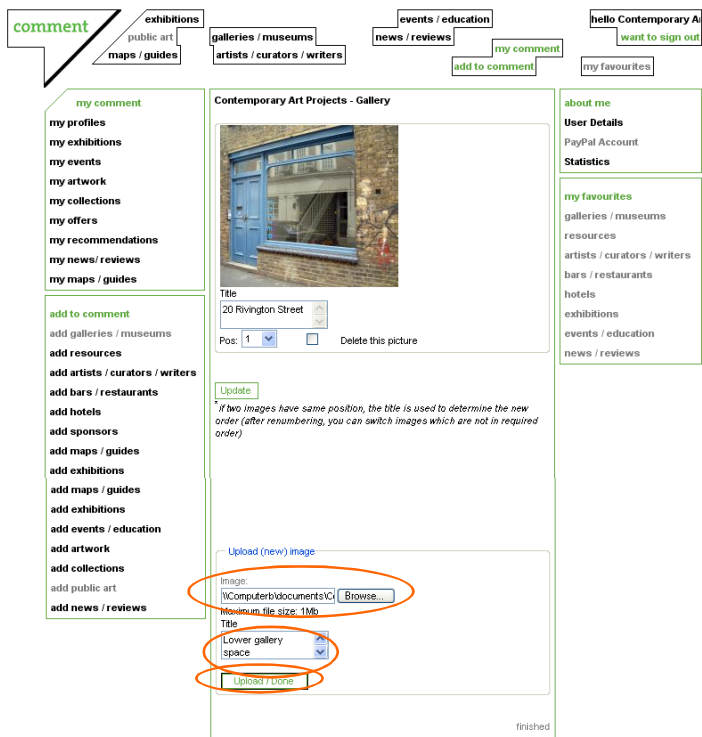 comment
exhibitions
public art
maps / guides
galleries / museums
artists / curators / writers
events / education
news / reviews
my comment
add to comment
hello Contemporary
want to sign out
my favourites
my comment
my profiles
my exhibitions
my events
my artwork
my collections
my offers
my recommendations
my news/ reviews
my maps / guides
add to comment
add galleries / museums
add resources
add artists / curators / writers
add bars / restaurants
add hotels
add sponsors
add maps / guides
add exhibitions
add maps / guides
add exhibitions
add events / education
add artwork
add collections
add public art
add news / reviews
Contemporary Art Projects - Gallery
Title
20 Rivington Street
Pos: 1 Delete this picture
Update
* If two images have same position, the title is used to determine the new
order (after renumbering, you can switch images which are not in required
order)
Upload (new) image
Image:
\\Computerb\documents\C Browse...
Maximum file size: 1Mb
Title
Lower gallery
space
Upload / Done
finished
about me
User Details
PayPal Account
Statistics
my favourites
galleries / museums
resources
artists / curators / writers
bars / restaurants
hotels
exhibitions
events / education
news / reviews